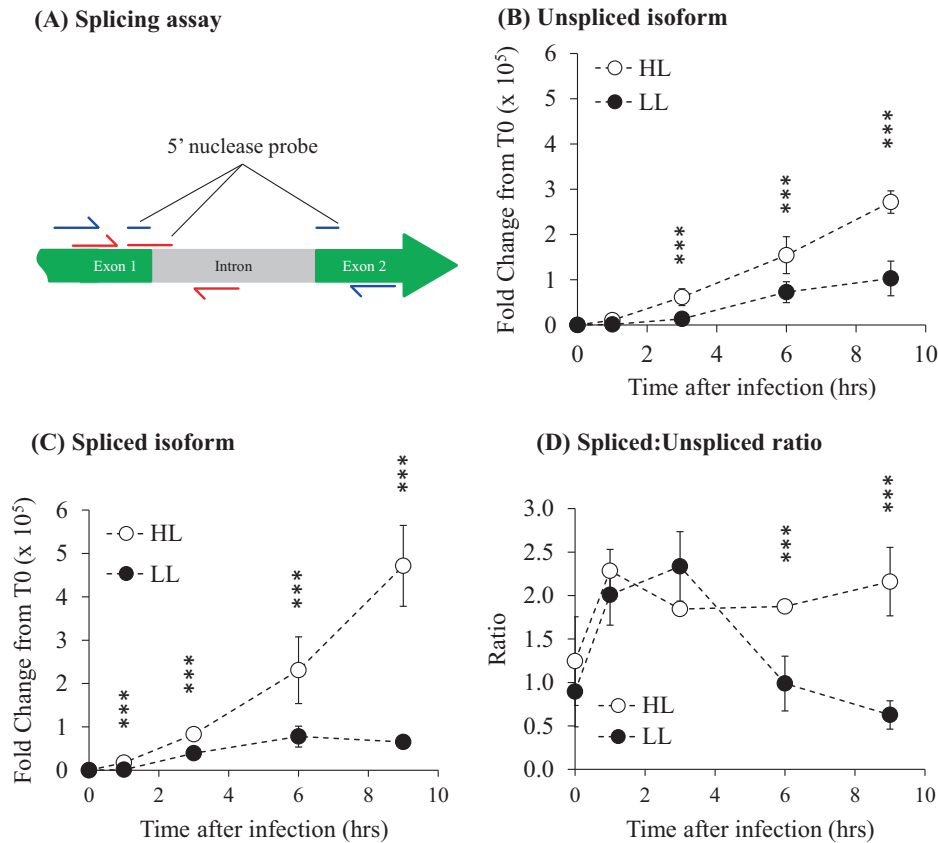 (A) Splicing assay
5' nuclease probe
Exon 1
Intron
Exon 2
(B) Unspliced isoform
Fold Change from T0 (x 10⁵)
6
5
4
3
2
1
0
HL
LL
***
***
***
0 2 4 6 8 10
Time after infection (hrs)
(C) Spliced isoform
Fold Change from T0 (x 10⁵)
6
5
4
3
2
1
0
HL
LL
***
***
***
***
0 2 4 6 8 10
Time after infection (hrs)
(D) Spliced:Unspliced ratio
Ratio
3.0
2.5
2.0
1.5
1.0
0.5
0.0
***
***
HL
LL
0 2 4 6 8 10
Time after infection (hrs)